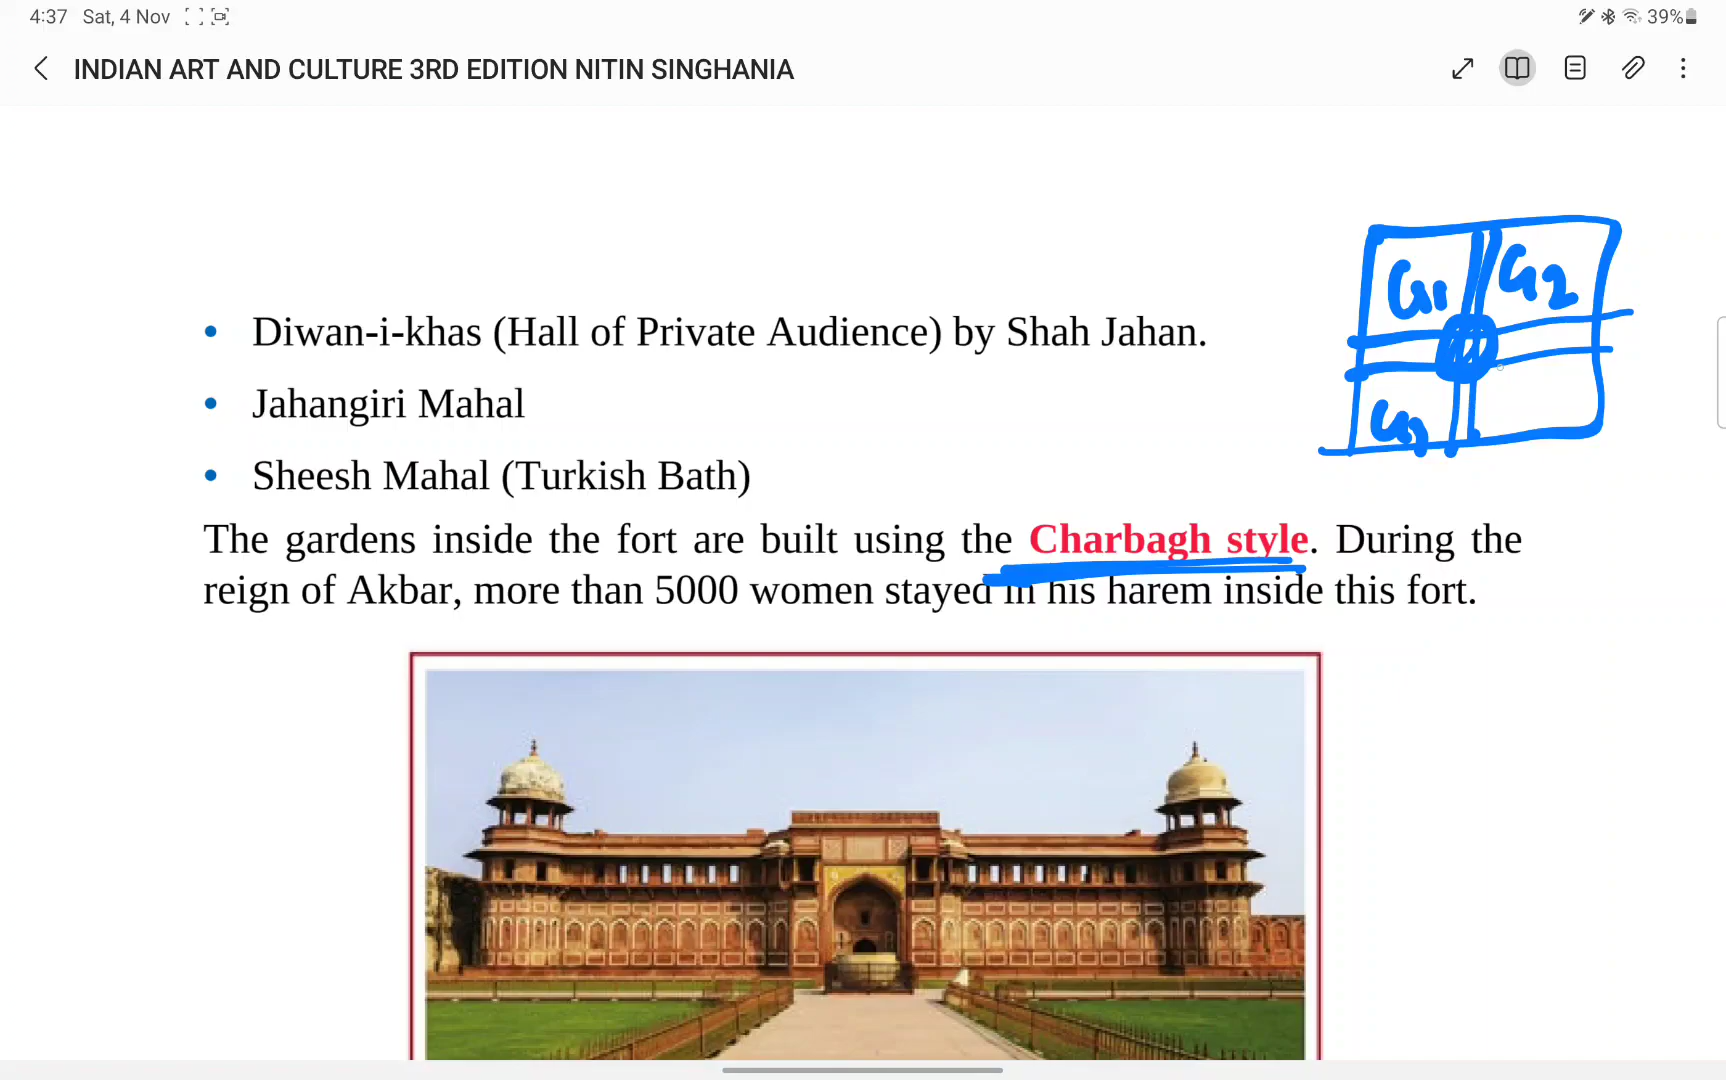 4:37 Sat, 4 Nov
39%
INDIAN ART AND CULTURE 3RD EDITION NITIN SINGHANIA
G1 G2
G3
• Diwan-i-khas (Hall of Private Audience) by Shah Jahan.
• Jahangiri Mahal
• Sheesh Mahal (Turkish Bath)
The gardens inside the fort are built using the Charbagh style. During the
reign of Akbar, more than 5000 women stayed in his harem inside this fort.